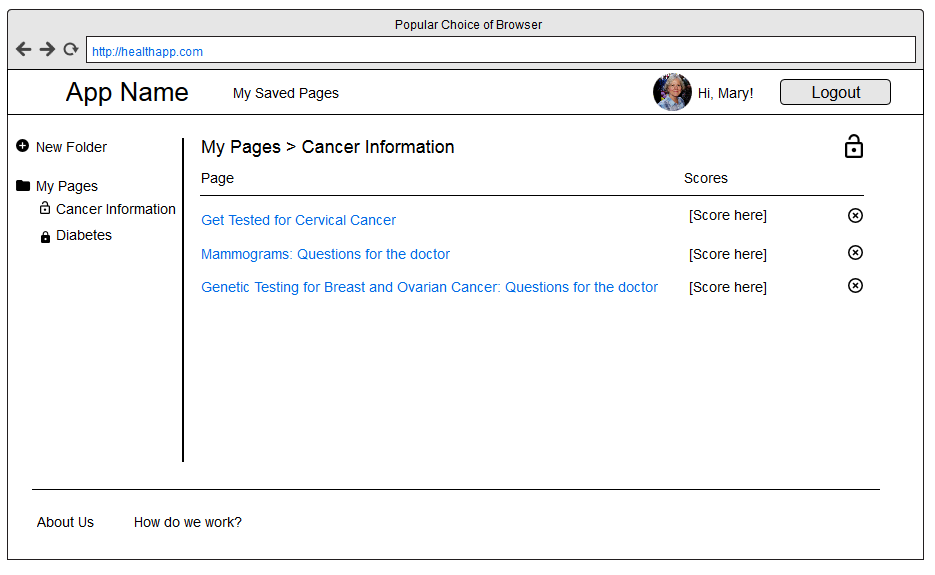 Popular Choice of Browser
http://healthapp.com
App Name
My Saved Pages
Hi, Mary!
Logout
New Folder
My Pages
Cancer Information
Diabetes
My Pages > Cancer Information
Page Scores
Get Tested for Cervical Cancer [Score here]
Mammograms: Questions for the doctor [Score here]
Genetic Testing for Breast and Ovarian Cancer: Questions for the doctor [Score here]
About Us
How do we work?